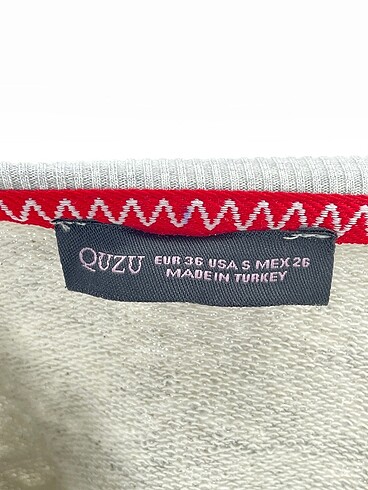 QUZU EUR 36 USA S MEX 26
MADE IN TURKEY